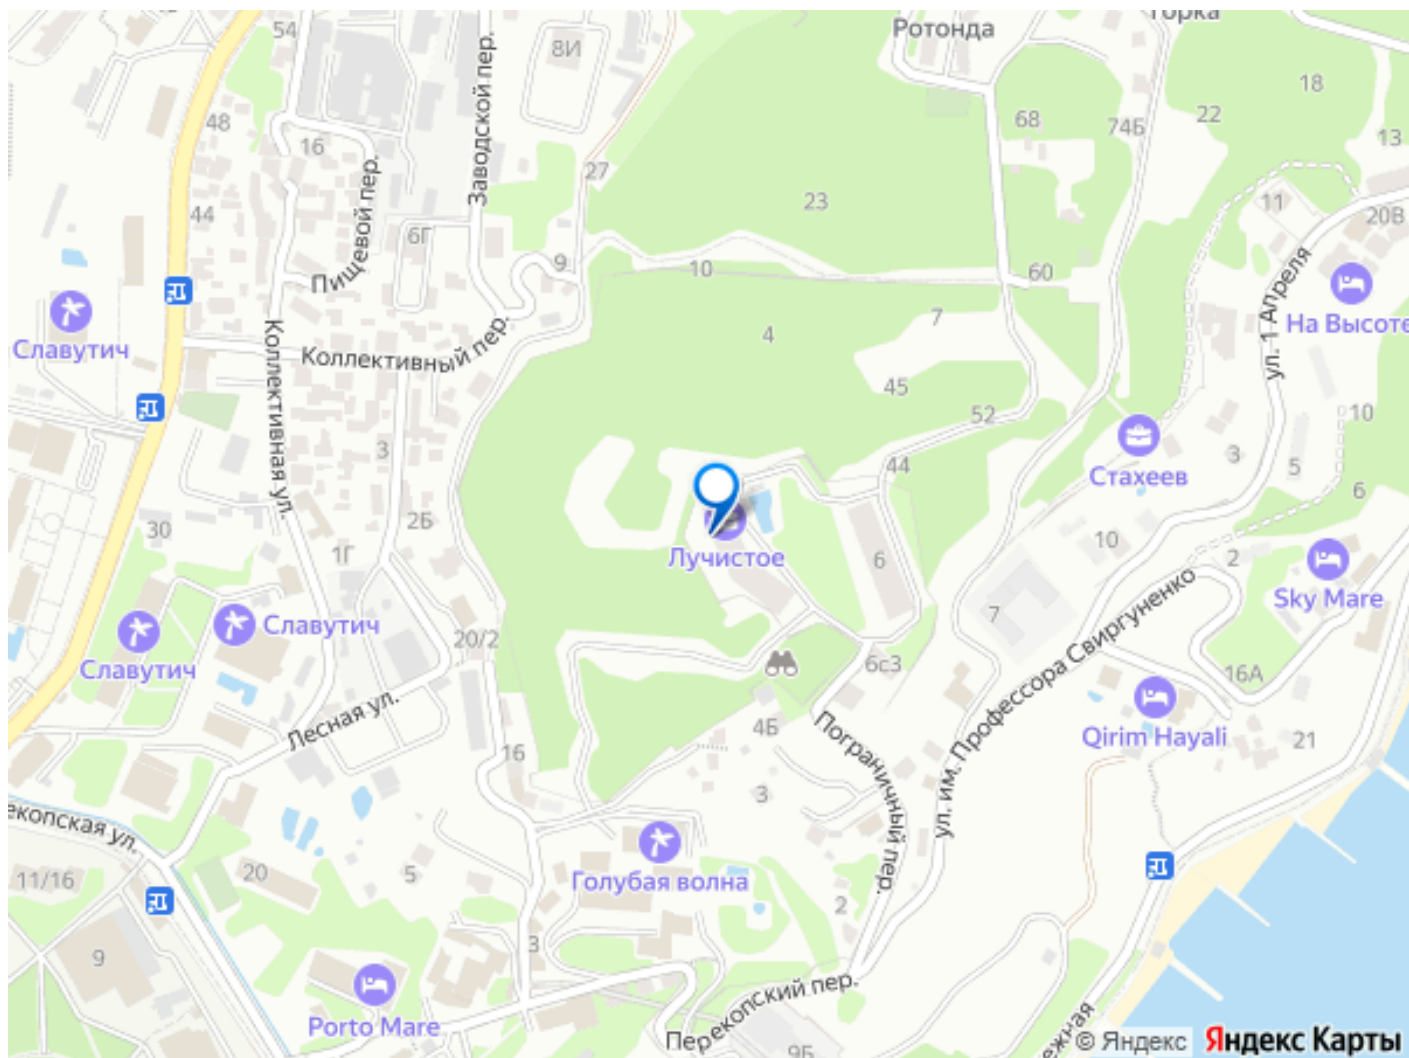 54
8И
Ротонда
Горка
18
48
16
Заводской пер.
68
74Б
22
13
27
44
Пищевой пер.
6Г
23
11
20В
9
10
60
ул. 1 Апреля
На Высоте
Славутич
Коллективная ул.
Коллективный пер.
4
7
45
52
10
3
44
Стахеев
3
5
6
30
2Б
1Г
Лучистое
6
10
2
Sky Mare
7
Славутич
Славутич
20/2
6с3
ул. им. Профессора Свиргуненко
16А
Лесная ул.
16
4Б
Пограничный пер.
Qirim Hayali
21
3
екопская ул.
11/16
20
5
Голубая волна
2
9
3
Porto Mare
Перекопский пер.
9Б
ежная
© Яндекс
Яндекс Карты